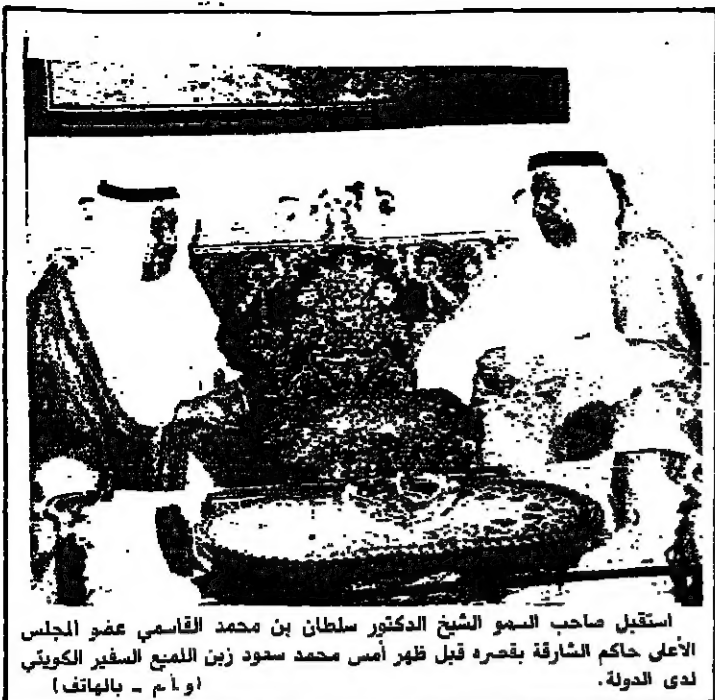 استقبل صاحب السمو الشيخ الدكتور سلطان بن محمد القاسمي عضو المجلس
الأعلى حاكم الشارقة بقصره قبل ظهر أمس محمد سعود زين اللميع السفير الكويتي
لدى الدولة.
(و.أ.م ــ بالهاتف)